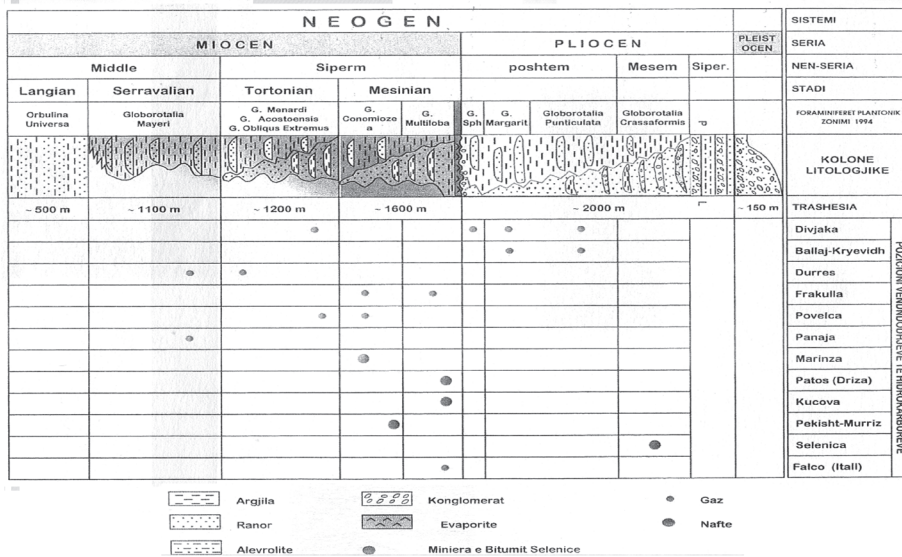 NEOGEN
SISTEMI
MIOCEN
PLIOCEN
PLEIST
OCEN
SERIA
Middle
Siperm
poshtem
Mesem
Siper.
NEN-SERIA
Langian
Serravalian
Tortonian
Mesinian
STADI
Orbulina
Universa
Globorotalia
Mayeri
G. Menardi
G. Acostoensis
G. Obliqus Extremus
G.
Conomioze
a
G.
Multiloba
G.
Sph
G.
Margarit.
Globorotalia
Punticulata
Globorotalia
Crassaformis
FORAMINIFERET PLANTONIK
ZONIMI 1994
KOLONE
LITOLOGJIKE
~ 500 m
~ 1100 m
~ 1200 m
~ 1600 m
~ 2000 m
~ 150 m
TRASHESIA
Divjaka
Ballaj-Kryevidh
Durres
Frakulla
Povelca
Panaja
Marinza
Patos (Driza)
Kucova
Pekisht-Murriz
Selenica
Falco (Itali)
Argjila
Konglomerat
Gaz
Ranor
Evaporite
Nafte
Alevrolite
Miniera e Bitumit Selenice